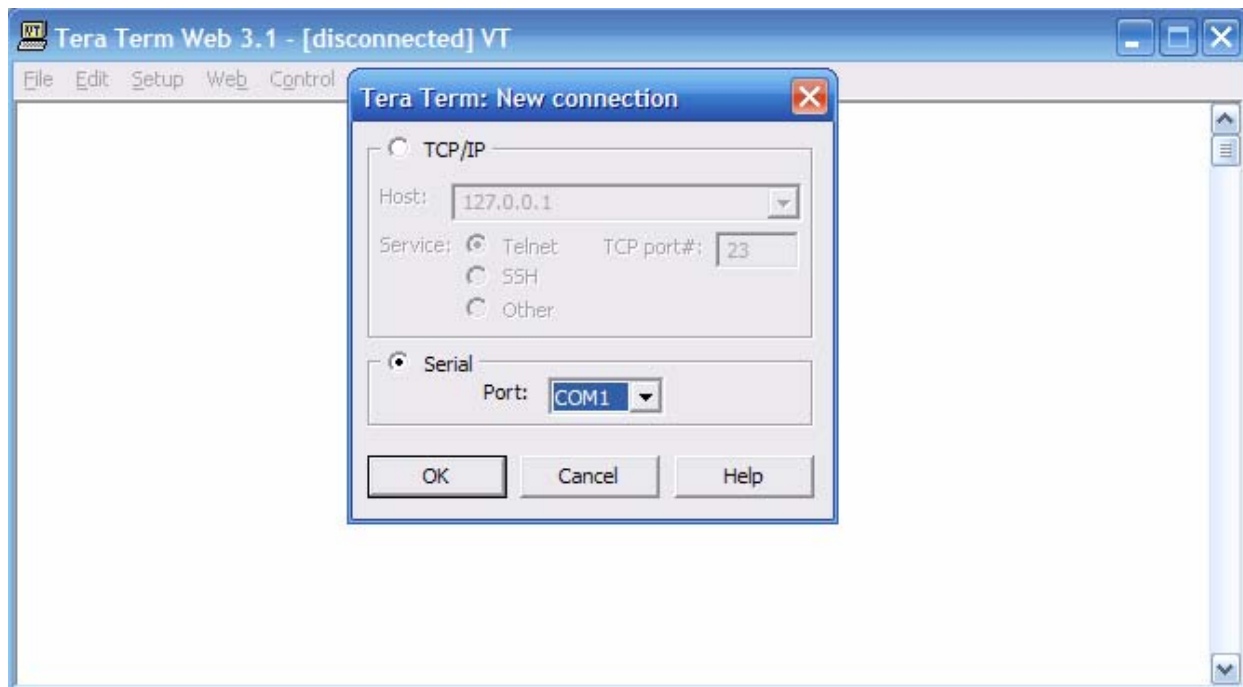 Tera Term Web 3.1 - [disconnected] VT
File Edit Setup Web Control
Tera Term: New connection
TCP/IP
Host: 127.0.0.1
Service: Telnet TCP port#: 23
SSH
Other
Serial
Port: COM1
OK Cancel Help